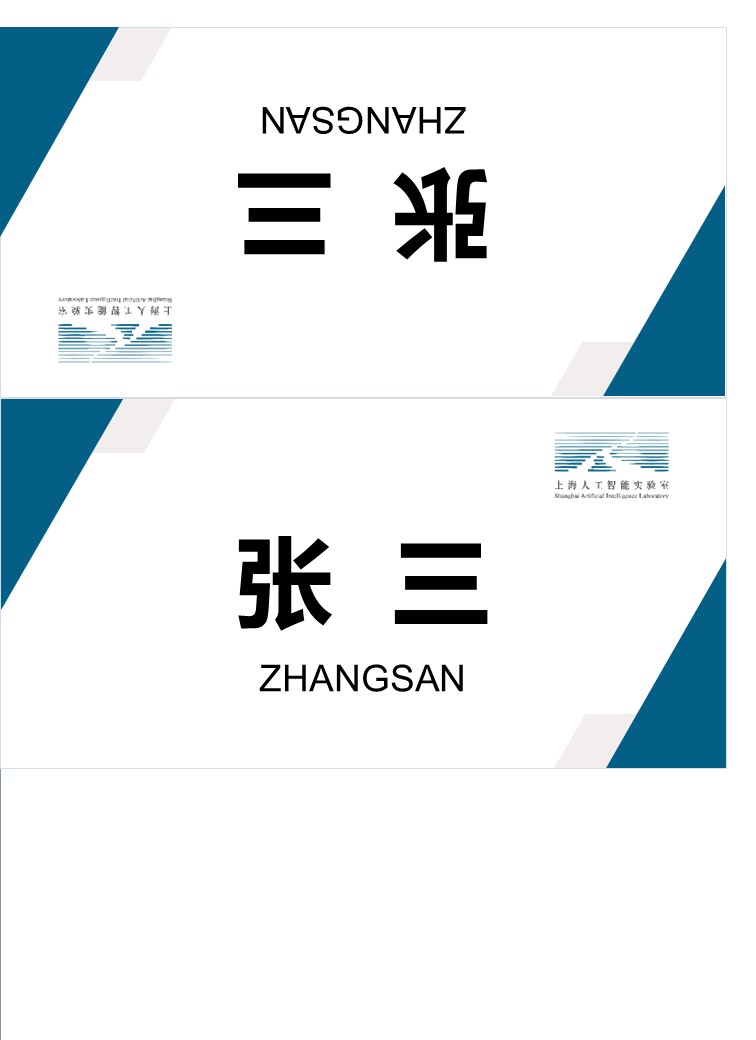 ZHANGSAN
张 三
上海人工智能实验室
Shanghai Artificial Intelligence Laboratory
上海人工智能实验室
Shanghai Artificial Intelligence Laboratory
张 三
ZHANGSAN